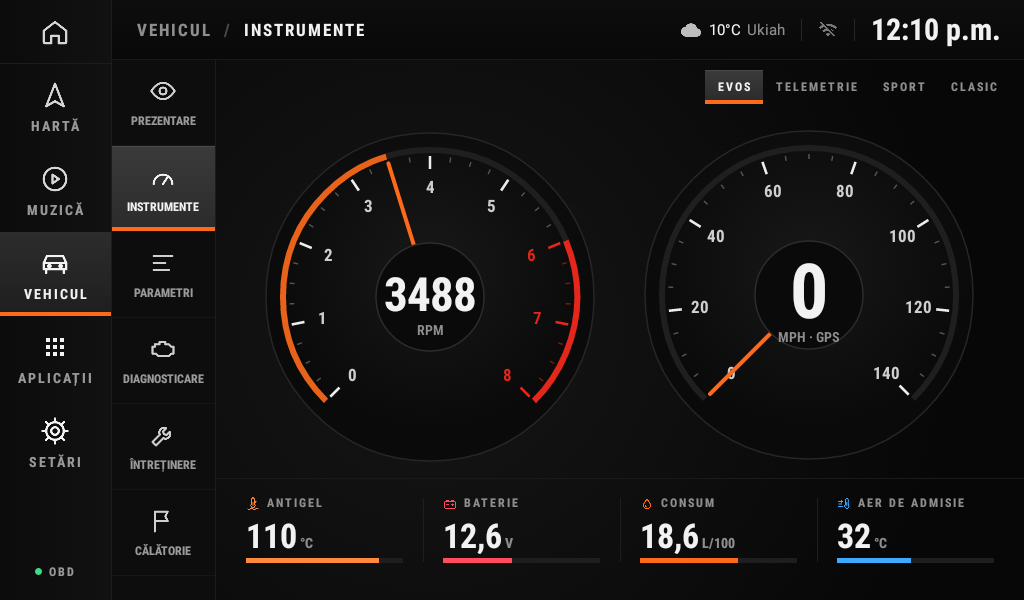 VEHICUL / INSTRUMENTE
10°C Ukiah
12:10 p.m.
HARTĂ
MUZICĂ
VEHICUL
APLICAȚII
SETĂRI
OBD
PREZENTARE
INSTRUMENTE
PARAMETRI
DIAGNOSTICARE
ÎNTREȚINERE
CĂLĂTORIE
EVOS TELEMETRIE SPORT CLASIC
0 1 2 3 4 5 6 7 8
3488
RPM
0 20 40 60 80 100 120 140
0
MPH · GPS
ANTIGEL
110 °C
BATERIE
12,6 V
CONSUM
18,6 L/100
AER DE ADMISIE
32 °C